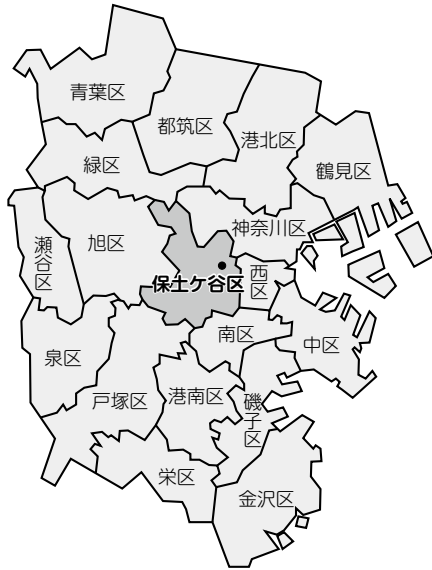 青葉区
都筑区
港北区
鶴見区
緑区
神奈川区
瀬谷区
旭区
保土ケ谷区
西区
泉区
戸塚区
港南区
南区
中区
磯子区
栄区
金沢区